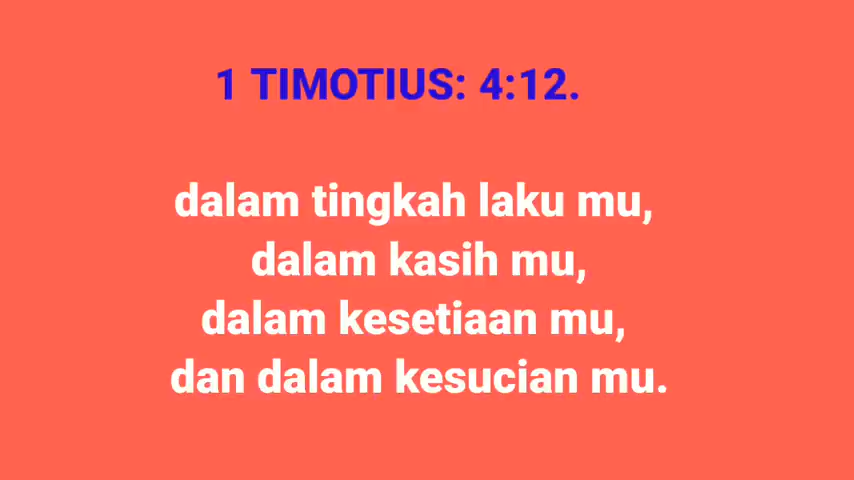 1 TIMOTIUS: 4:12.
dalam tingkah laku mu,
dalam kasih mu,
dalam kesetiaan mu,
dan dalam kesucian mu.